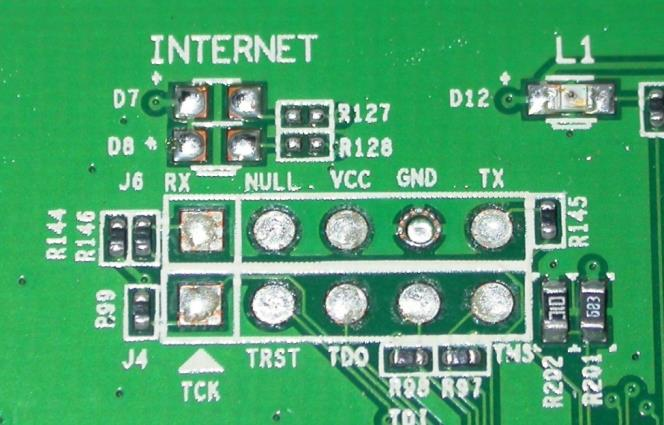 INTERNET L1
D7 D12
R127
D8 R128
J6 RX NULL VCC GND TX
R144 R146 R145
R99
J4 TRST TDO TMS
TCK R98 R97 R202 R201
TDI